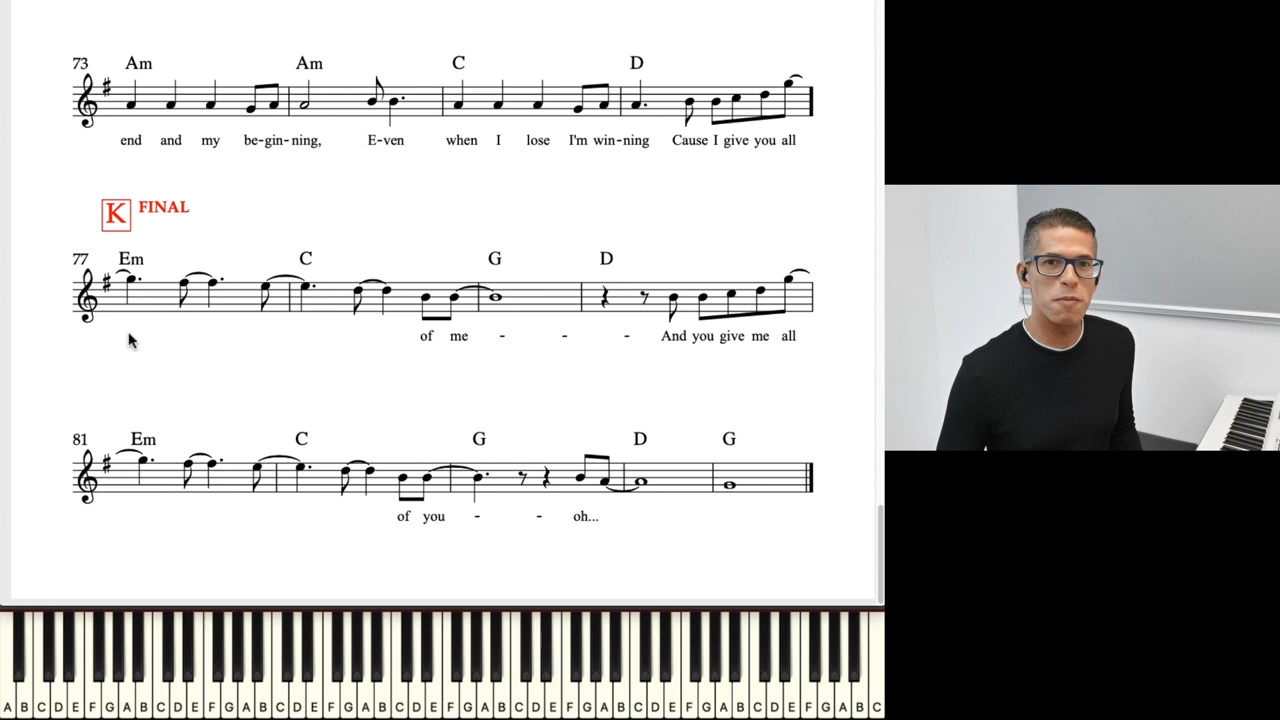 73 Am Am C D
end and my be-gin-ning, E-ven when I lose I'm win-ning Cause I give you all
K FINAL
77 Em C G D
of me - - - And you give me all
81 Em C G D G
of you - - oh...
A B C D E F G A B C D E F G A B C D E F G A B C D E F G A B C D E F G A B C D E F G A B C D E F G A B C